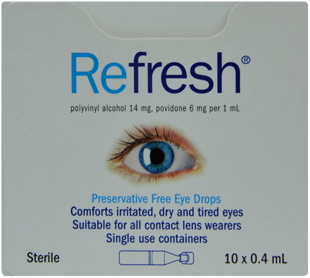 Refresh®
polyvinyl alcohol 14 mg, povidone 6 mg per 1 mL
Preservative Free Eye Drops
Comforts irritated, dry and tired eyes
Suitable for all contact lens wearers
Single use containers
Sterile 10 x 0.4 mL